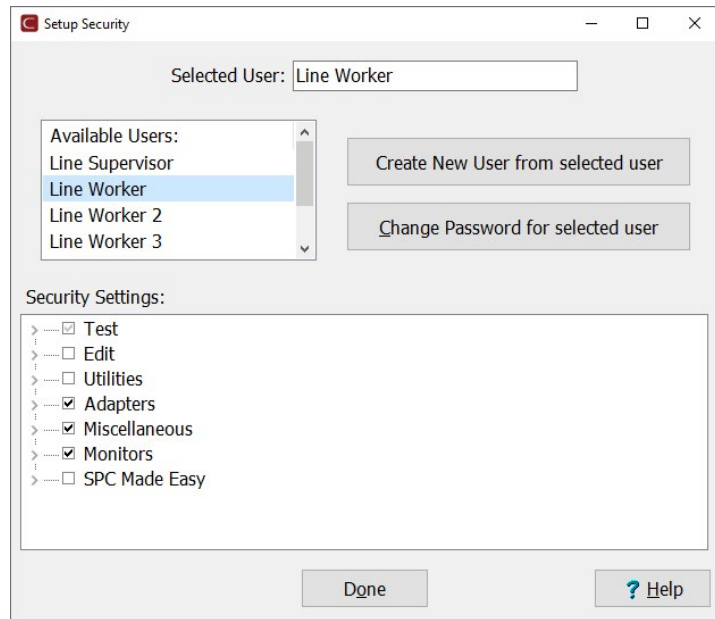 Setup Security
Selected User: Line Worker
Available Users:
Line Supervisor
Line Worker
Line Worker 2
Line Worker 3
Create New User from selected user
Change Password for selected user
Security Settings:
Test
Edit
Utilities
Adapters
Miscellaneous
Monitors
SPC Made Easy
Done
? Help